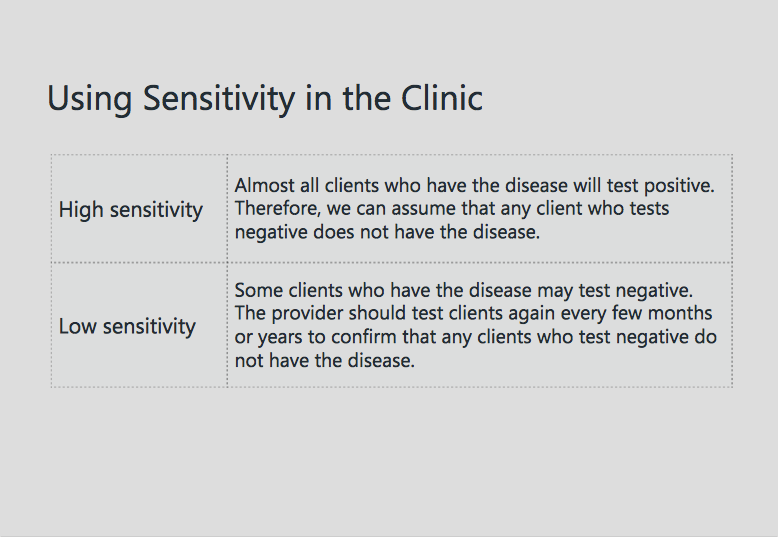 Using Sensitivity in the Clinic
High sensitivity
Almost all clients who have the disease will test positive.
Therefore, we can assume that any client who tests
negative does not have the disease.
Low sensitivity
Some clients who have the disease may test negative.
The provider should test clients again every few months
or years to confirm that any clients who test negative do
not have the disease.